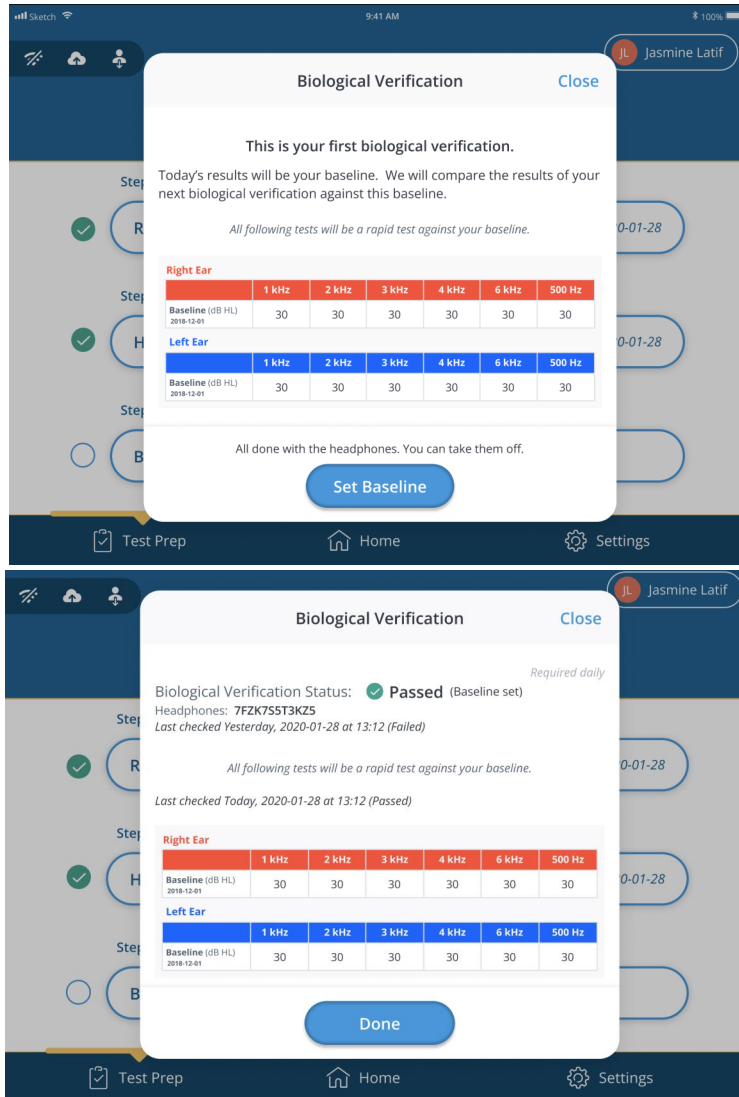 Sketch 9:41 AM 100%
JL Jasmine Latif
Biological Verification Close
This is your first biological verification.
Today's results will be your baseline. We will compare the results of your
next biological verification against this baseline.
All following tests will be a rapid test against your baseline.
Step
R 0-01-28
Right Ear
1 kHz 2 kHz 3 kHz 4 kHz 6 kHz 500 Hz
Baseline (dB HL) 30 30 30 30 30 30
2018-12-01
Step
H 0-01-28
Left Ear
1 kHz 2 kHz 3 kHz 4 kHz 6 kHz 500 Hz
Baseline (dB HL) 30 30 30 30 30 30
2018-12-01
Step
B
All done with the headphones. You can take them off.
Set Baseline
Test Prep Home Settings
JL Jasmine Latif
Biological Verification Close
Required daily
Biological Verification Status: Passed (Baseline set)
Headphones: 7FZK7S5T3KZ5
Last checked Yesterday, 2020-01-28 at 13:12 (Failed)
Step
R 0-01-28
All following tests will be a rapid test against your baseline.
Last checked Today, 2020-01-28 at 13:12 (Passed)
Step
Right Ear
1 kHz 2 kHz 3 kHz 4 kHz 6 kHz 500 Hz
Baseline (dB HL) 30 30 30 30 30 30
2018-12-01
H 0-01-28
Left Ear
1 kHz 2 kHz 3 kHz 4 kHz 6 kHz 500 Hz
Baseline (dB HL) 30 30 30 30 30 30
2018-12-01
Step
B
Done
Test Prep Home Settings